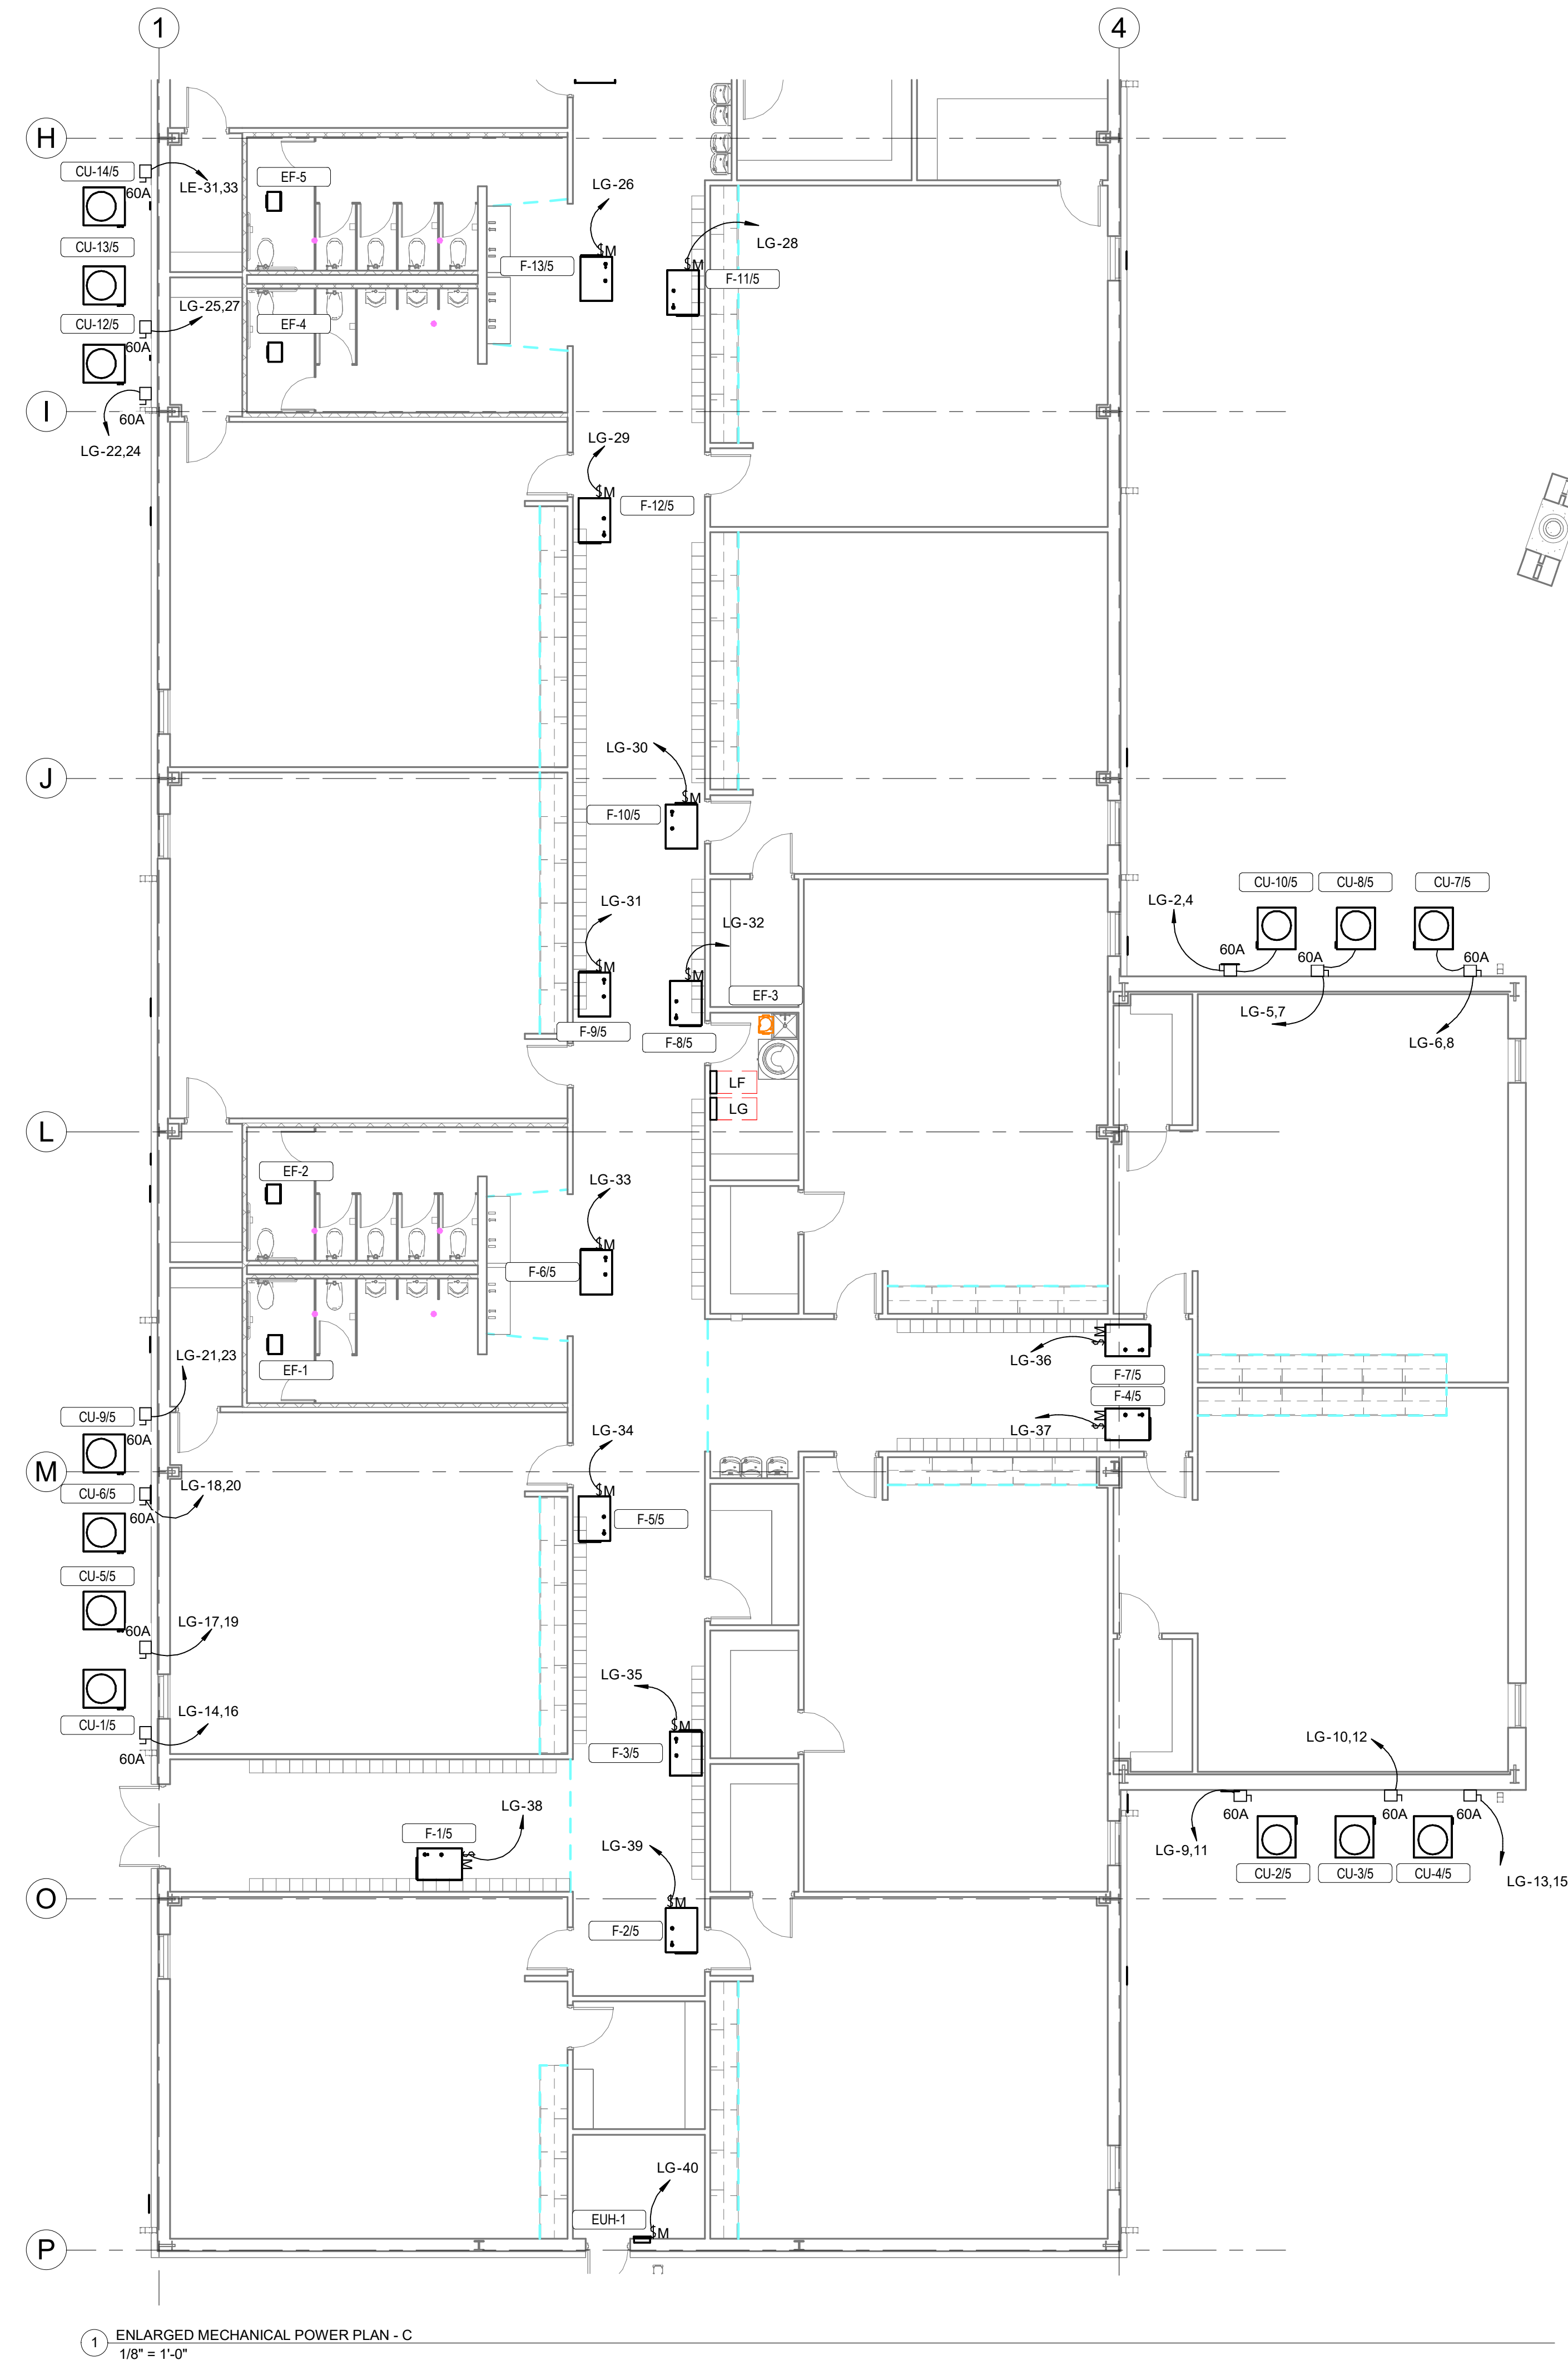 1
4
H
CU-14/5
EF-5
LG-26
60A
LE-31,33
LG-28
CU-13/5
$M
$M
F-13/5
F-11/5
LG-25,27
CU-12/5
EF-4
60A
I
60A
LG-22,24
LG-29
$M
F-12/5
LG-30
J
$M
F-10/5
CU-10/5
CU-8/5
CU-7/5
LG-31
LG-2,4
LG-32
60A
60A
60A
$M
$M
EF-3
LG-5,7
F-9/5
F-8/5
LG-6,8
LF
LG
L
EF-2
LG-33
$M
F-6/5
$M
LG-21,23
LG-36
EF-1
F-7/5
F-4/5
CU-9/5
$M
LG-37
LG-34
60A
M
LG-18,20
CU-6/5
$M
60A
F-5/5
CU-5/5
LG-17,19
60A
LG-35
LG-14,16
CU-1/5
$M
LG-10,12
60A
F-3/5
LG-38
60A
60A
60A
F-1/5
LG-39
LG-9,11
$M
CU-2/5
CU-3/5
CU-4/5
LG-13,15
O
$M
F-2/5
LG-40
EUH-1
$M
P
1
ENLARGED MECHANICAL POWER PLAN - C
1/8" = 1'-0"